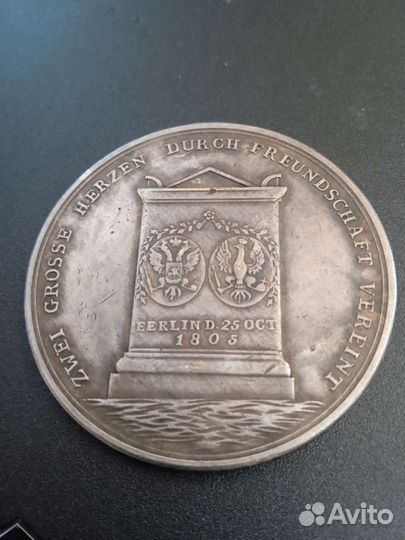 ZWEI GROSSE HERZEN DURCH FREUNDSCHAFT VEREINT
BERLIN D. 25 OCT
1805
Avito